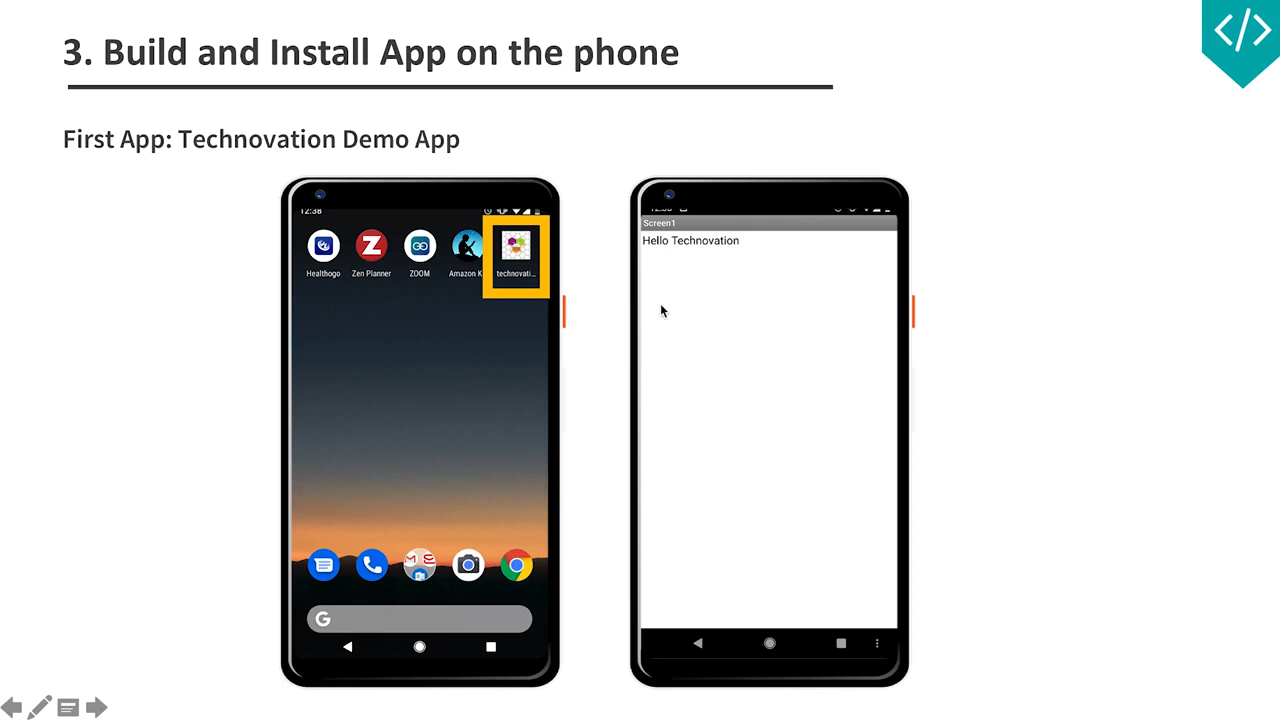 3. Build and Install App on the phone
First App: Technovation Demo App
12:38
Healthogo
Zen Planner
ZOOM
Amazon K
technovati...
G
Screen1
Hello Technovation